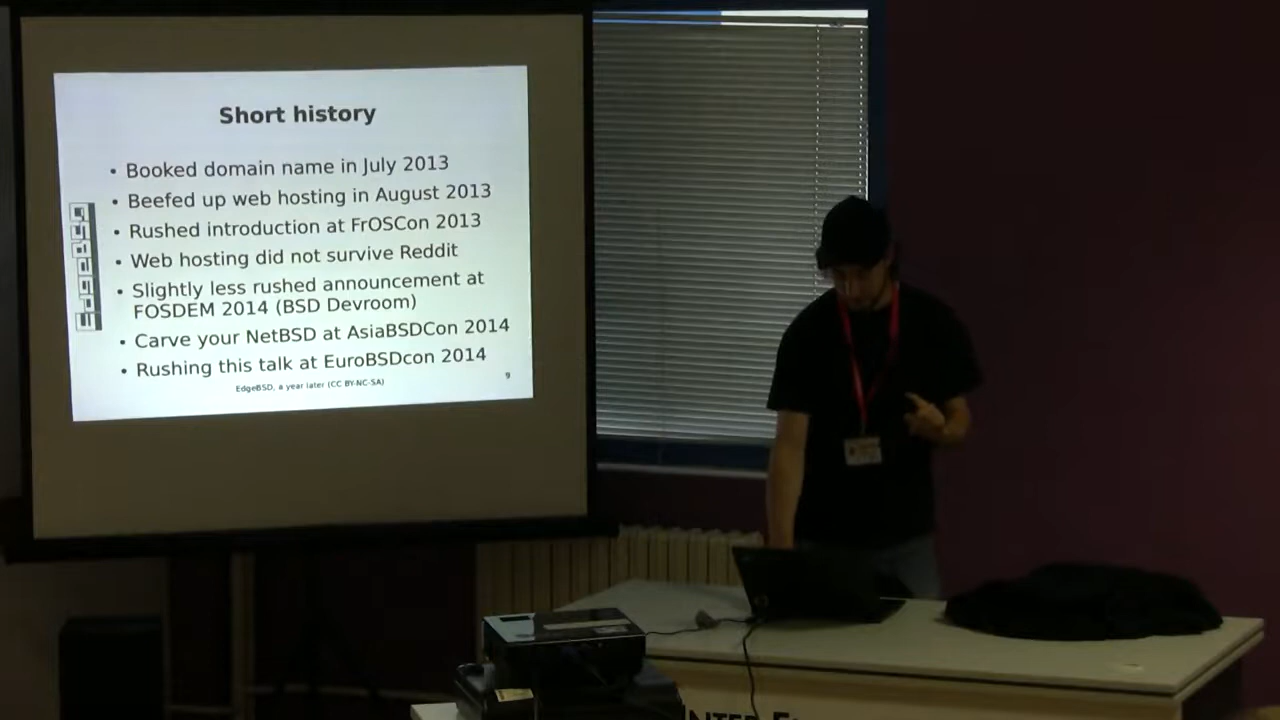 Short history
• Booked domain name in July 2013
• Beefed up web hosting in August 2013
• Rushed introduction at FrOSCon 2013
• Web hosting did not survive Reddit
• Slightly less rushed announcement at
FOSDEM 2014 (BSD Devroom)
• Carve your NetBSD at AsiaBSDCon 2014
• Rushing this talk at EuroBSDcon 2014
EdgeBSD, a year later (CC BY-NC-SA)
9